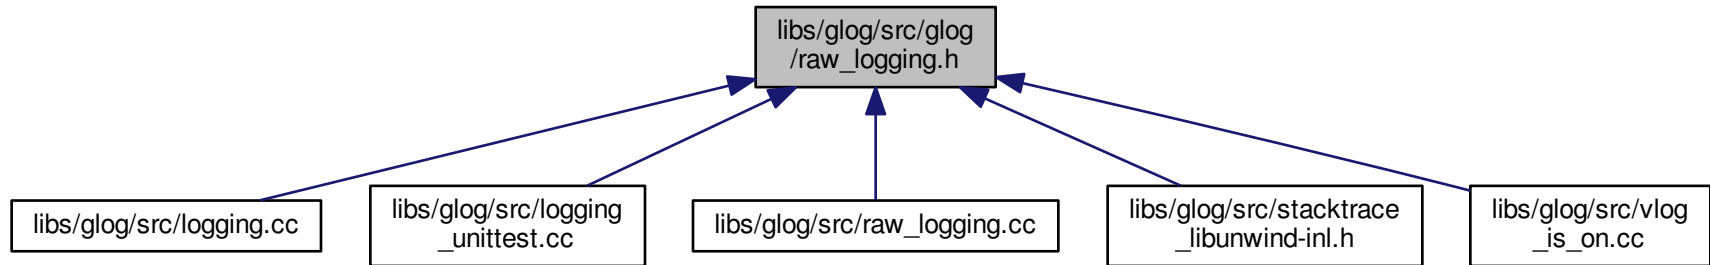 libs/glog/src/glog
/raw_logging.h
libs/glog/src/logging.cc
libs/glog/src/logging
_unittest.cc
libs/glog/src/raw_logging.cc
libs/glog/src/stacktrace
_libunwind-inl.h
libs/glog/src/vlog
_is_on.cc